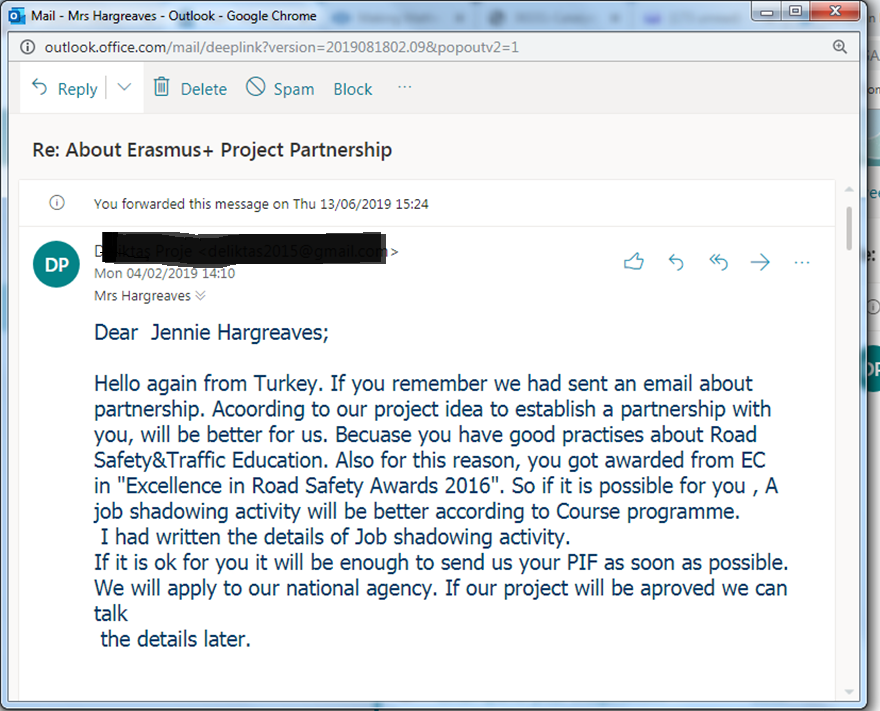 Mail - Mrs Hargreaves - Outlook - Google Chrome
outlook.office.com/mail/deeplink?version=2019081802.09&popoutv2=1
Reply Delete Spam Block ...
Re: About Erasmus+ Project Partnership
You forwarded this message on Thu 13/06/2019 15:24
DP
Mon 04/02/2019 14:10
Mrs Hargreaves
Dear  Jennie Hargreaves;
Hello again from Turkey. If you remember we had sent an email about
partnership. Acoording to our project idea to establish a partnership with
you, will be better for us. Becuase you have good practises about Road
Safety&Traffic Education. Also for this reason, you got awarded from EC
in "Excellence in Road Safety Awards 2016". So if it is possible for you , A
job shadowing activity will be better according to Course programme.
I had written the details of Job shadowing activity.
If it is ok for you it will be enough to send us your PIF as soon as possible.
We will apply to our national agency. If our project will be aproved we can
talk
the details later.